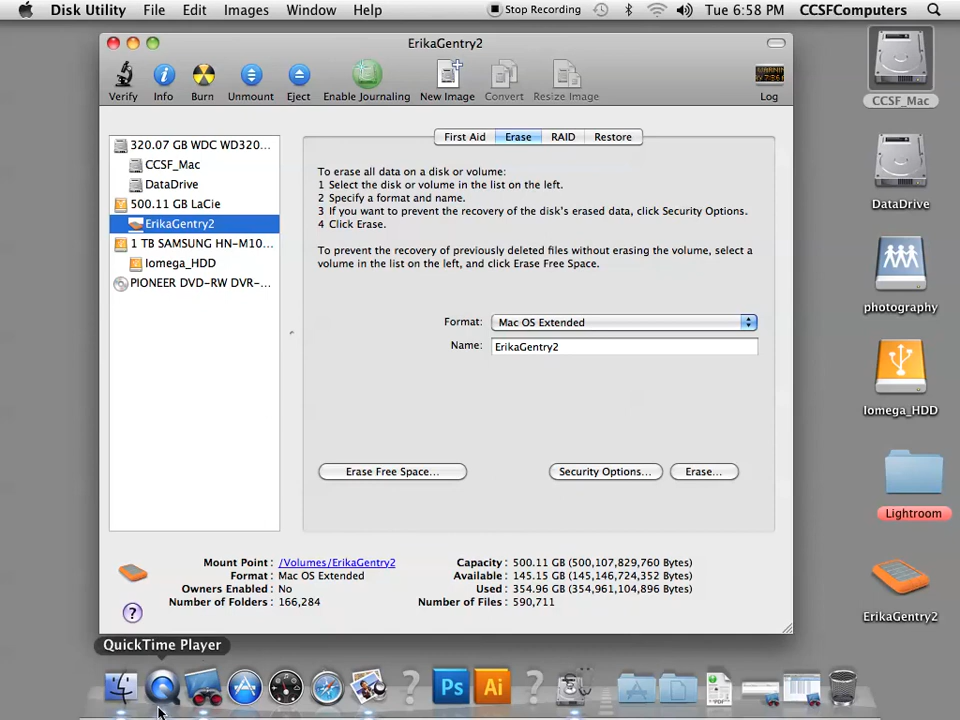 Disk Utility File Edit Images Window Help Stop Recording Tue 6:58 PM CCSFComputers
ErikaGentry2
Verify Info Burn Unmount Eject Enable Journaling New Image Convert Resize Image Log
CCSF_Mac
First Aid Erase RAID Restore
320.07 GB WDC WD320...
CCSF_Mac
DataDrive
500.11 GB LaCie
ErikaGentry2
1 TB SAMSUNG HN-M10...
Iomega_HDD
PIONEER DVD-RW DVR-...
To erase all data on a disk or volume:
1 Select the disk or volume in the list on the left.
2 Specify a format and name.
3 If you want to prevent the recovery of the disk's erased data, click Security Options.
4 Click Erase.
To prevent the recovery of previously deleted files without erasing the volume, select a
volume in the list on the left, and click Erase Free Space.
Format: Mac OS Extended
Name: ErikaGentry2
Erase Free Space... Security Options... Erase...
DataDrive
photography
Iomega_HDD
Lightroom
ErikaGentry2
Mount Point: /Volumes/ErikaGentry2
Format: Mac OS Extended
Owners Enabled: No
Number of Folders: 166,284
Capacity: 500.11 GB (500,107,829,760 Bytes)
Available: 145.15 GB (145,146,724,352 Bytes)
Used: 354.96 GB (354,961,104,896 Bytes)
Number of Files: 590,711
?
QuickTime Player
? Ps Ai ?